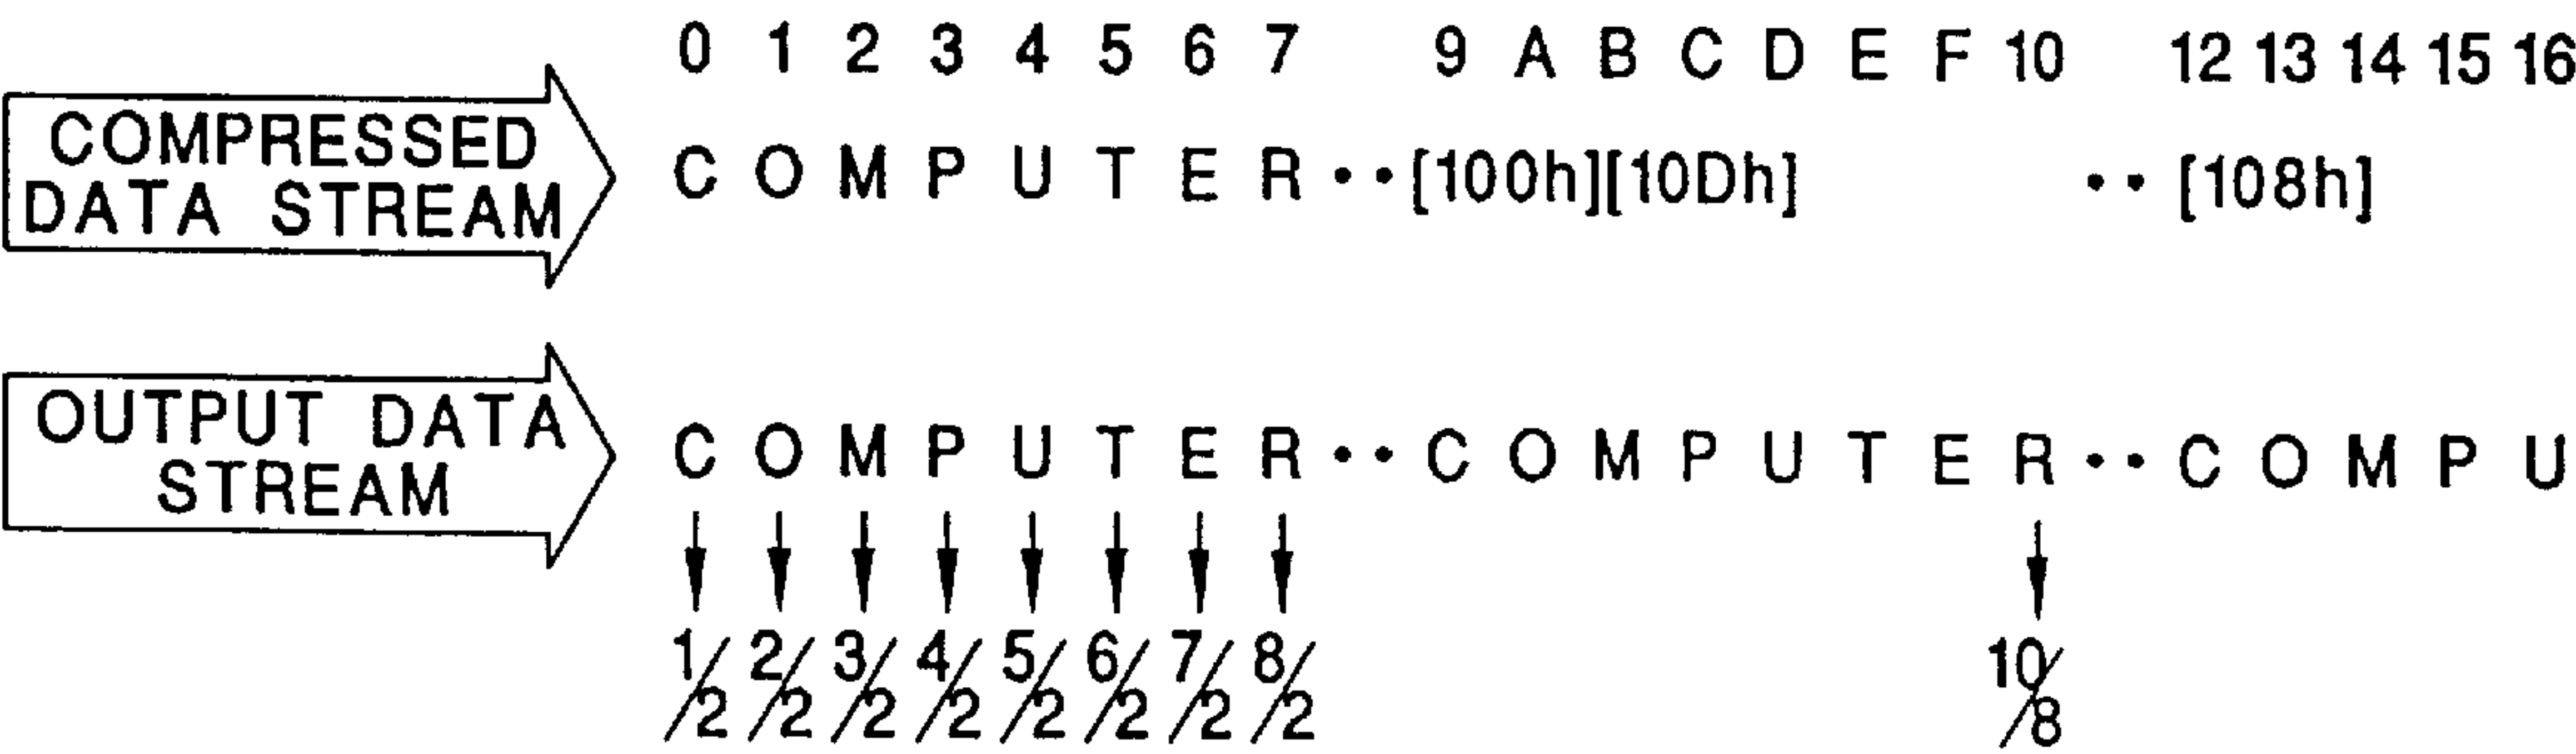 0 1 2 3 4 5 6 7 9 A B C D E F 10 12 13 14 15 16
COMPRESSED
DATA STREAM
C O M P U T E R •• [100h][10Dh] •• [108h]
OUTPUT DATA
STREAM
C O M P U T E R •• C O M P U T E R •• C O M P U
1/2 2/2 3/2 4/2 5/2 6/2 7/2 8/2 10/8